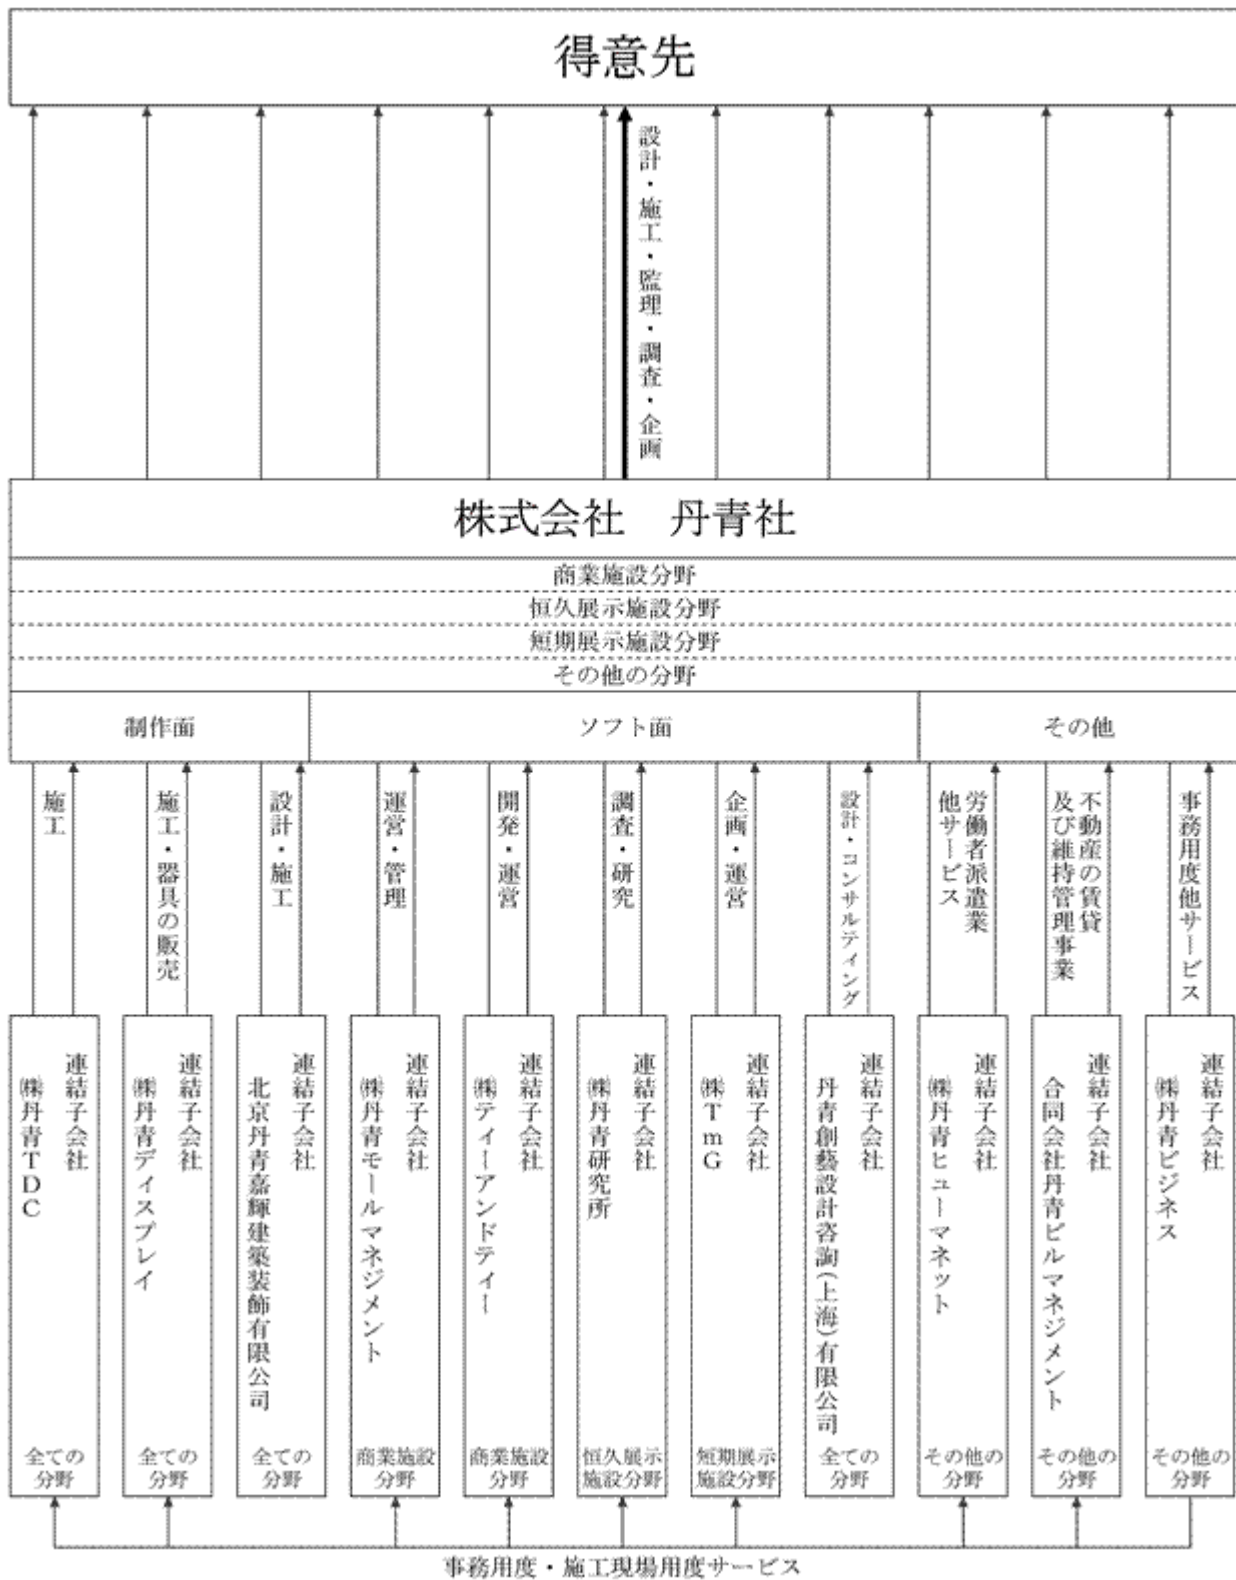 得意先
設計・施工・監理・調査・企画
株式会社　丹青社
商業施設分野
恒久展示施設分野
短期展示施設分野
その他の分野
制作面
ソフト面
その他
施工
施工・器具の販売
設計・施工
運営・管理
開発・運営
調査・研究
企画・運営
設計・コンサルティング
労働者派遣業
他サービス
不動産の賃貸
及び維持管理事業
事務用度他サービス
連結子会社
㈱丹青TDC
全ての
分野
連結子会社
㈱丹青ディスプレイ
全ての
分野
連結子会社
北京丹青嘉輝建築装飾有限公司
全ての
分野
連結子会社
㈱丹青モールマネジメント
商業施設
分野
連結子会社
㈱ティーアンドティー
商業施設
分野
連結子会社
㈱丹青研究所
恒久展示
施設分野
連結子会社
㈱TmG
短期展示
施設分野
連結子会社
丹青創藝設計咨詢(上海)有限公司
全ての
分野
連結子会社
㈱丹青ヒューマネット
その他の
分野
連結子会社
合同会社丹青ビルマネジメント
その他の
分野
連結子会社
㈱丹青ビジネス
その他の
分野
事務用度・施工現場用度サービス